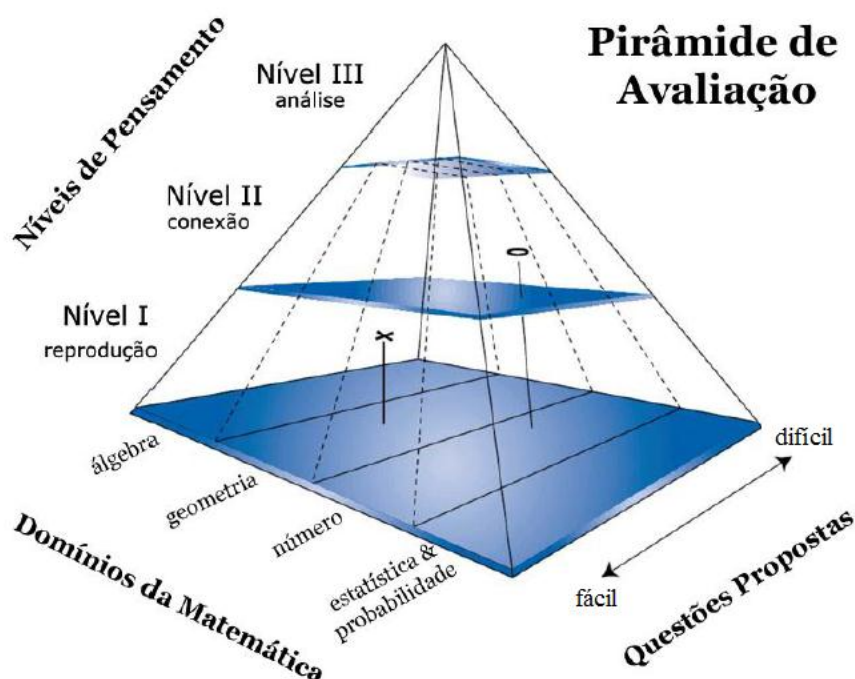 Pirâmide de
Avaliação
Níveis de Pensamento
Nível III
análise
Nível II
conexão
Nível I
reprodução
álgebra
geometria
número
estatística &
probabilidade
Domínios da Matemática
difícil
fácil
Questões Propostas